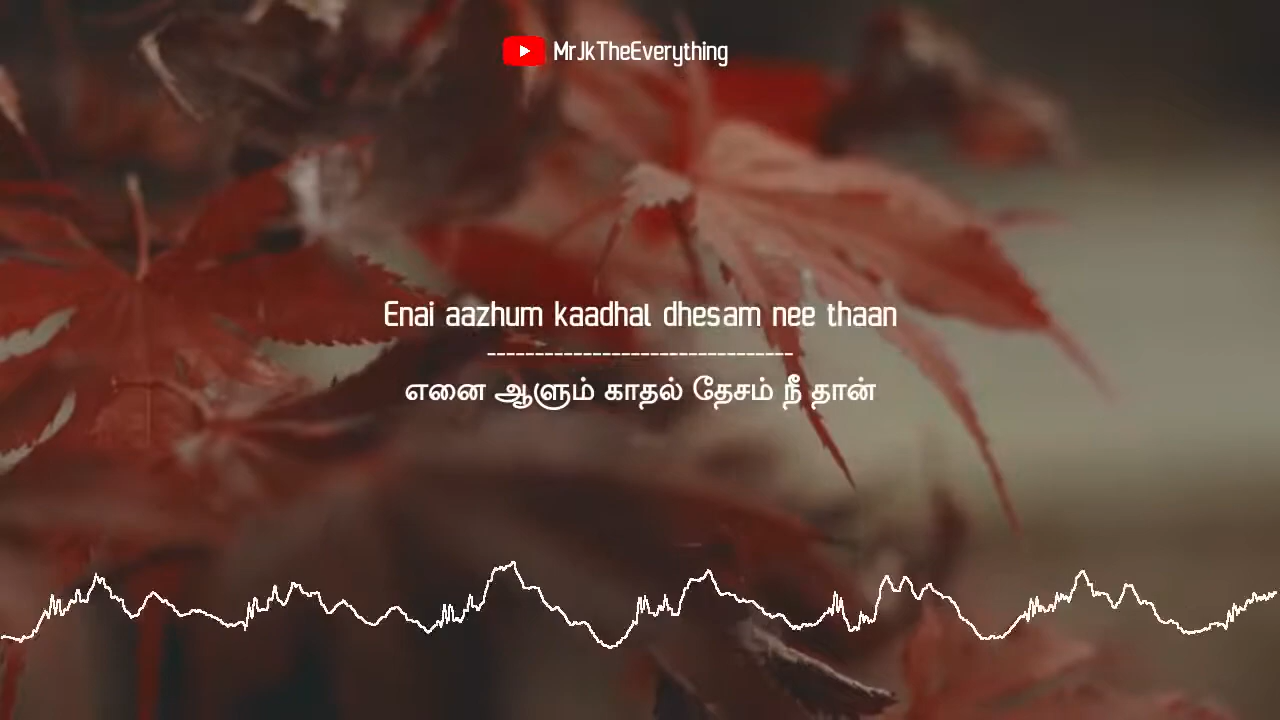 MrJkTheEverything
Enai aazhum kaadhal dhesam nee thaan
--------------------------------
எனை ஆளும் காதல் தேசம் நீ தான்